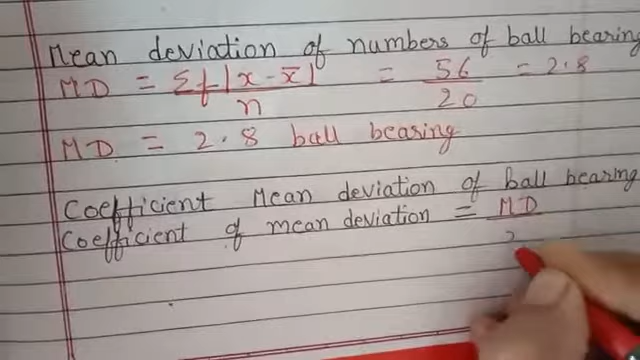 Mean deviation of numbers of ball bearing
MD = Σf|x - x̄| / n = 56 / 20 = 2.8
MD = 2.8 ball bearing
Coefficient Mean deviation of ball bearing
Coefficient of mean deviation = MD